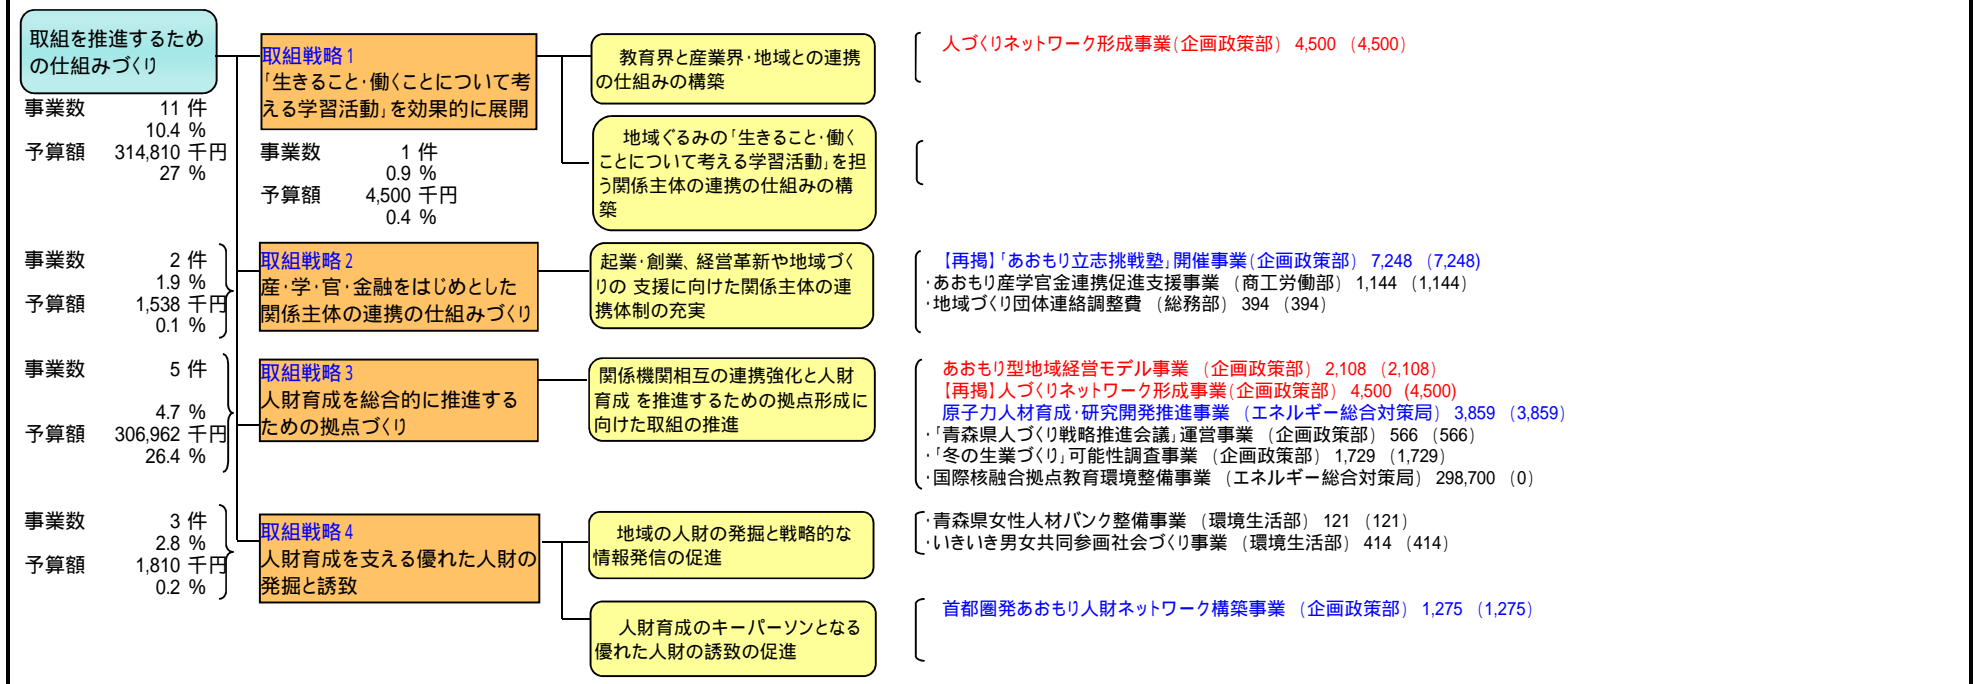 取組を推進するため
の仕組みづくり
事業数 11 件
10.4 %
予算額 314,810 千円
27 %
取組戦略1
「生きること・働くことについて考
える学習活動」を効果的に展開
事業数 1 件
0.9 %
予算額 4,500 千円
0.4 %
教育界と産業界・地域との連携
の仕組みの構築
人づくりネットワーク形成事業(企画政策部) 4,500 (4,500)
地域ぐるみの「生きること・働く
ことについて考える学習活動」を担
う関係主体の連携の仕組みの構
築
事業数 2 件
1.9 %
予算額 1,538 千円
0.1 %
取組戦略2
産・学・官・金融をはじめとした
関係主体の連携の仕組みづくり
起業・創業、経営革新や地域づく
りの 支援に向けた関係主体の連
携体制の充実
【再掲】「あおもり立志挑戦塾」開催事業(企画政策部) 7,248 (7,248)
・あおもり産学官金連携促進支援事業 (商工労働部) 1,144 (1,144)
・地域づくり団体連絡調整費 (総務部) 394 (394)
事業数 5 件
4.7 %
予算額 306,962 千円
26.4 %
取組戦略3
人財育成を総合的に推進する
ための拠点づくり
関係機関相互の連携強化と人財
育成 を推進するための拠点形成に
向けた取組の推進
あおもり型地域経営モデル事業 (企画政策部) 2,108 (2,108)
【再掲】人づくりネットワーク形成事業(企画政策部) 4,500 (4,500)
原子力人材育成・研究開発推進事業 (エネルギー総合対策局) 3,859 (3,859)
・「青森県人づくり戦略推進会議」運営事業 (企画政策部) 566 (566)
・「冬の生業づくり」可能性調査事業 (企画政策部) 1,729 (1,729)
・国際核融合拠点教育環境整備事業 (エネルギー総合対策局) 298,700 (0)
事業数 3 件
2.8 %
予算額 1,810 千円
0.2 %
取組戦略4
人財育成を支える優れた人財の
発掘と誘致
地域の人財の発掘と戦略的な
情報発信の促進
・青森県女性人材バンク整備事業 (環境生活部) 121 (121)
・いきいき男女共同参画社会づくり事業 (環境生活部) 414 (414)
人財育成のキーパーソンとなる
優れた人財の誘致の促進
首都圏発あおもり人財ネットワーク構築事業 (企画政策部) 1,275 (1,275)